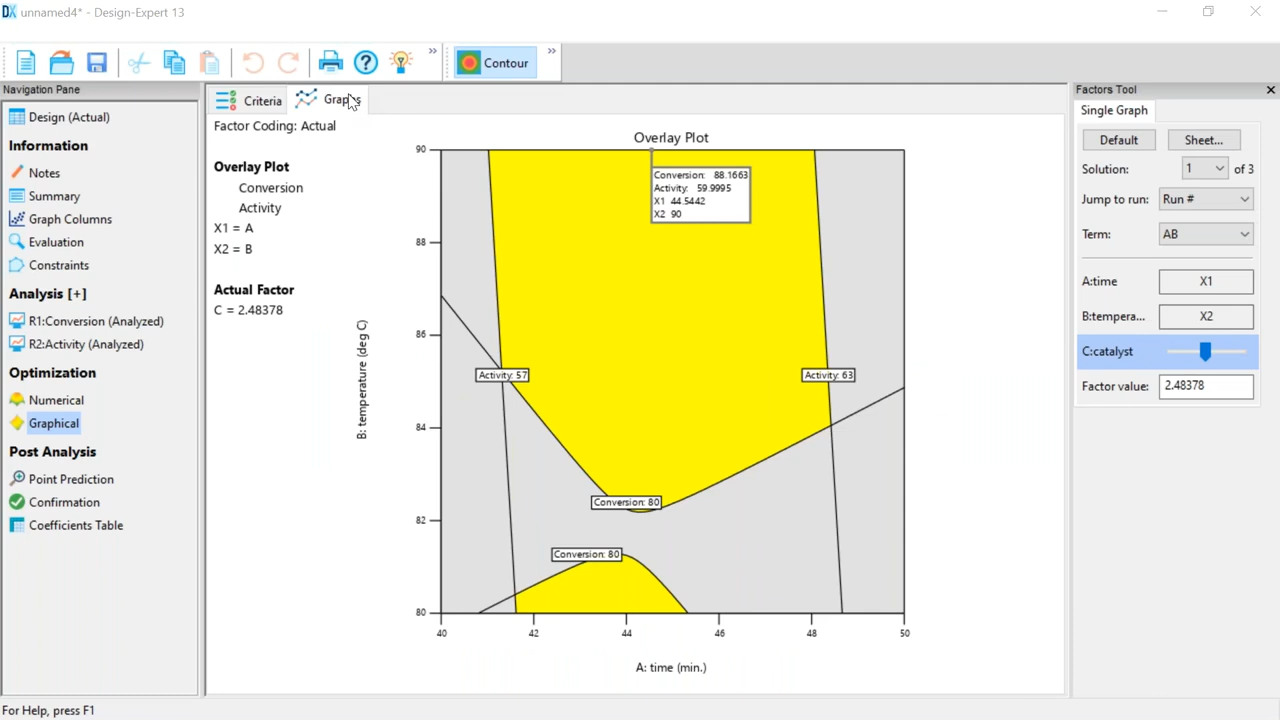 DX unnamed4* - Design-Expert 13
»
Contour
»
Navigation Pane
Design (Actual)
Information
Notes
Summary
Graph Columns
Evaluation
Constraints
Analysis [+]
R1:Conversion (Analyzed)
R2:Activity (Analyzed)
Optimization
Numerical
Graphical
Post Analysis
Point Prediction
Confirmation
Coefficients Table
Criteria
Graphs
Factor Coding: Actual
Overlay Plot
Conversion
Activity
X1 = A
X2 = B
Actual Factor
C = 2.48378
Overlay Plot
Conversion: 88.1663
Activity: 59.9995
X1 44.5442
X2 90
Activity: 57
Activity: 63
Conversion: 80
Conversion: 80
B: temperature (deg C)
90
88
86
84
82
80
40
42
44
46
48
50
A: time (min.)
Factors Tool
Single Graph
Default
Sheet...
Solution: 1 of 3
Jump to run: Run #
Term: AB
A:time X1
B:tempera... X2
C:catalyst
Factor value: 2.48378
For Help, press F1